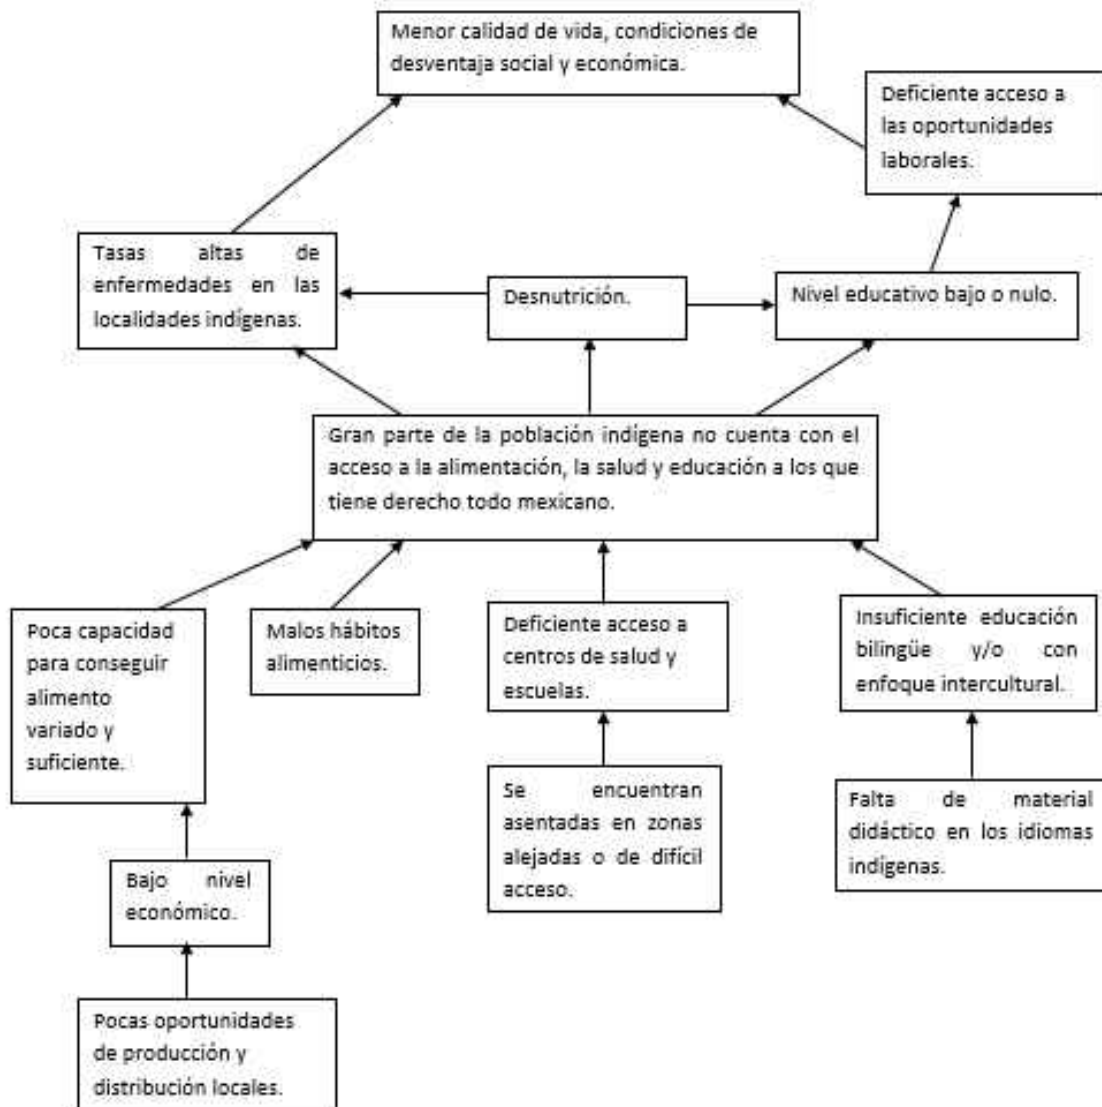 Menor calidad de vida, condiciones de
desventaja social y económica.
Deficiente acceso a
las oportunidades
laborales.
Tasas altas de
enfermedades en las
localidades indígenas.
Desnutrición.
Nivel educativo bajo o nulo.
Gran parte de la población indígena no cuenta con el
acceso a la alimentación, la salud y educación a los que
tiene derecho todo mexicano.
Poca capacidad
para conseguir
alimento
variado y
suficiente.
Malos hábitos
alimenticios.
Deficiente acceso a
centros de salud y
escuelas.
Insuficiente educación
bilingüe y/o con
enfoque intercultural.
Se encuentran
asentadas en zonas
alejadas o de difícil
acceso.
Falta de material
didáctico en los idiomas
indígenas.
Bajo nivel
económico.
Pocas oportunidades
de producción y
distribución locales.